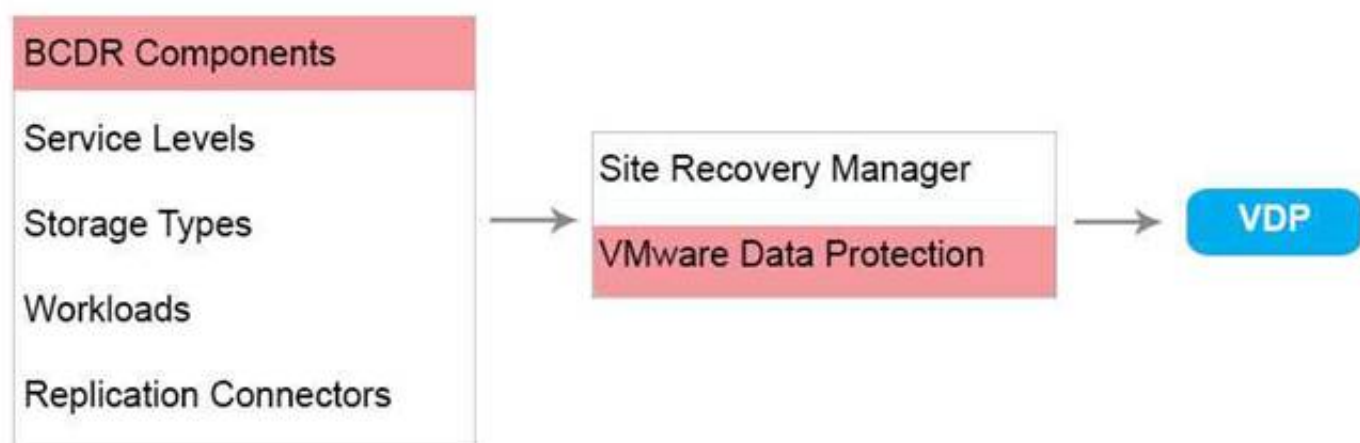 BCDR Components
Service Levels
Storage Types
Workloads
Replication Connectors
Site Recovery Manager
VMware Data Protection
VDP